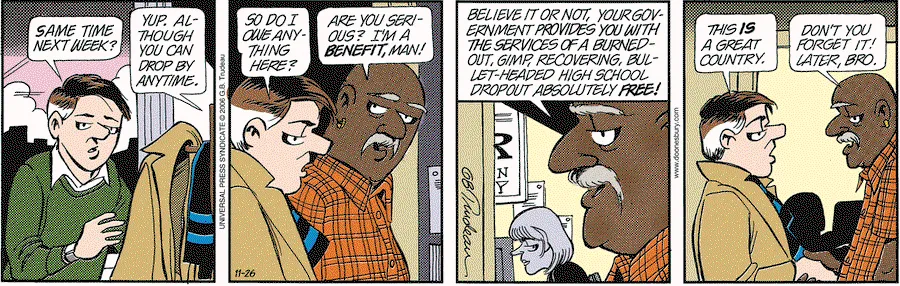 SAME TIME
NEXT WEEK?
YUP. AL-
THOUGH
YOU CAN
DROP BY
ANYTIME.
UNIVERSAL PRESS SYNDICATE © 2006 G.B. Trudeau
SO DO I
OWE ANY-
THING
HERE?
ARE YOU SERI-
OUS? I'M A
BENEFIT, MAN!
11-26
BELIEVE IT OR NOT, YOUR GOV-
ERNMENT PROVIDES YOU WITH
THE SERVICES OF A BURNED-
OUT, GIMP, RECOVERING, BUL-
LET-HEADED HIGH SCHOOL
DROPOUT ABSOLUTELY FREE!
R
NY
GBTrudeau
www.doonesbury.com
THIS IS
A GREAT
COUNTRY.
DON'T YOU
FORGET IT!
LATER, BRO.